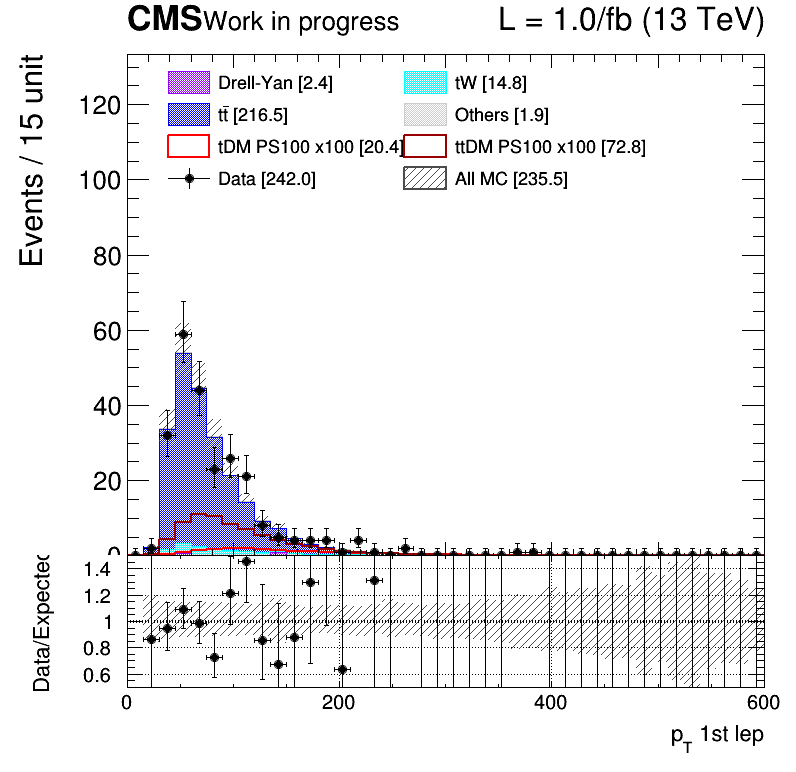 CMS Work in progress L = 1.0/fb (13 TeV)
Events / 15 unit
Drell-Yan [2.4] tW [14.8]
tt̄ [216.5] Others [1.9]
tDM PS100 x100 [20.4] ttDM PS100 x100 [72.8]
Data [242.0] All MC [235.5]
120
100
80
60
40
20
0
Data/Expected
1.4
1.2
1
0.8
0.6
0 200 400 600
p_T 1st lep